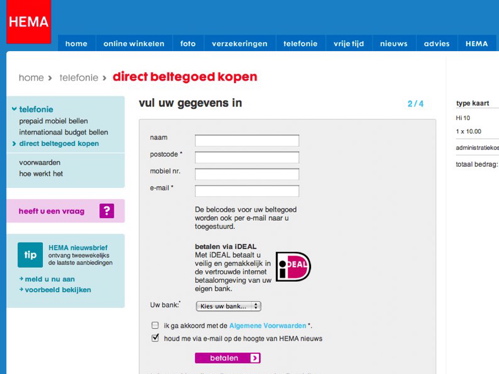 HEMA
home
online winkelen
foto
verzekeringen
telefonie
vrije tijd
nieuws
advies
HEMA
home > telefonie > direct beltegoed kopen
telefonie
prepaid mobiel bellen
internationaal budget bellen
direct beltegoed kopen
voorwaarden
hoe werkt het
heeft u een vraag ?
tip
HEMA nieuwsbrief
ontvang tweewekelijks
de laatste aanbiedingen
+ meld u nu aan
+ voorbeeld bekijken
vul uw gegevens in
2 / 4
naam
postcode *
mobiel nr.
e-mail *
De belcodes voor uw beltegoed
worden ook per e-mail naar u
toegestuurd.
betalen via iDEAL
Met iDEAL betaalt u
veilig en gemakkelijk in
de vertrouwde internet
betaalomgeving van uw
eigen bank.
iDEAL
Uw bank:*
Kies uw bank...
ik ga akkoord met de Algemene Voorwaarden *.
houd me via e-mail op de hoogte van HEMA nieuws
betalen
type kaart
Hi 10
1 x 10.00
administratieko
totaal bedrag: